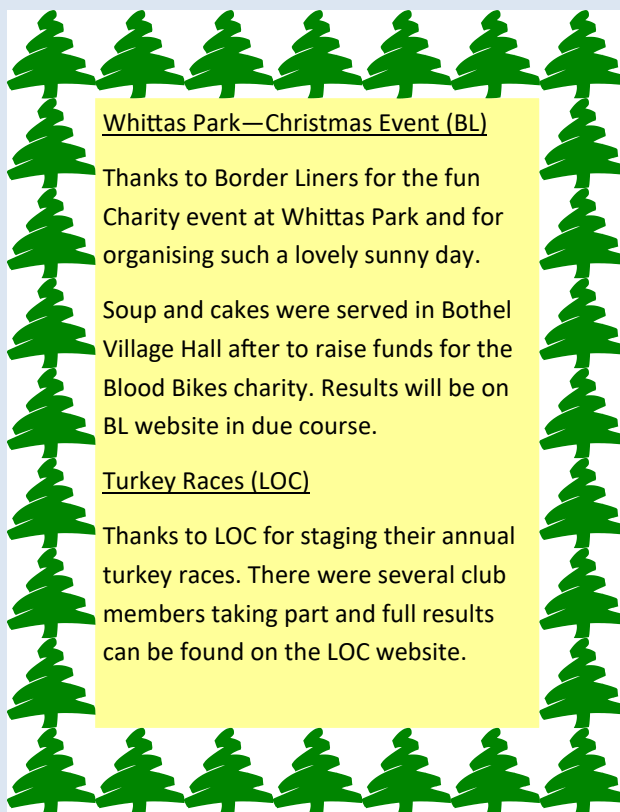 Whittas Park—Christmas Event (BL)
Thanks to Border Liners for the fun
Charity event at Whittas Park and for
organising such a lovely sunny day.
Soup and cakes were served in Bothel
Village Hall after to raise funds for the
Blood Bikes charity. Results will be on
BL website in due course.
Turkey Races (LOC)
Thanks to LOC for staging their annual
turkey races. There were several club
members taking part and full results
can be found on the LOC website.